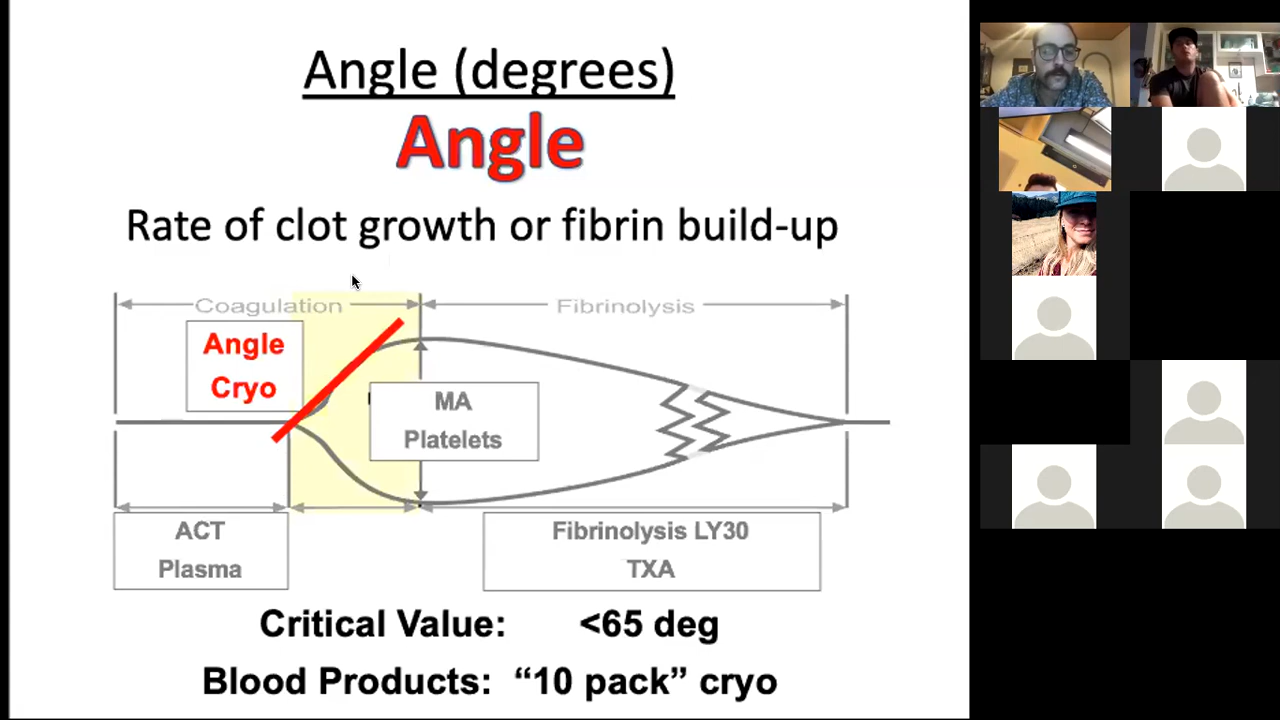 Angle (degrees)
Angle
Rate of clot growth or fibrin build-up
Coagulation
Fibrinolysis
Angle
Cryo
MA
Platelets
ACT
Plasma
Fibrinolysis LY30
TXA
Critical Value: <65 deg
Blood Products: “10 pack” cryo